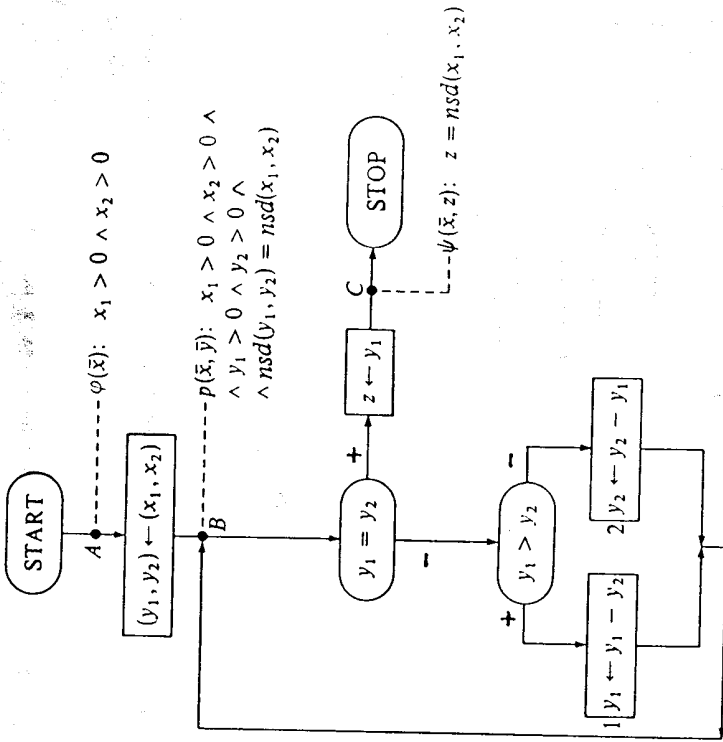 START
A
φ(x̄): x₁ > 0 ∧ x₂ > 0
(y₁, y₂) ← (x₁, x₂)
B
p(x̄, ȳ): x₁ > 0 ∧ x₂ > 0 ∧
∧ y₁ > 0 ∧ y₂ > 0 ∧
∧ nsd(y₁, y₂) = nsd(x₁, x₂)
y₁ = y₂
+
−
z ← y₁
C
STOP
ψ(x̄, z): z = nsd(x₁, x₂)
y₁ > y₂
+
−
1 y₁ ← y₁ − y₂
2 y₂ ← y₂ − y₁